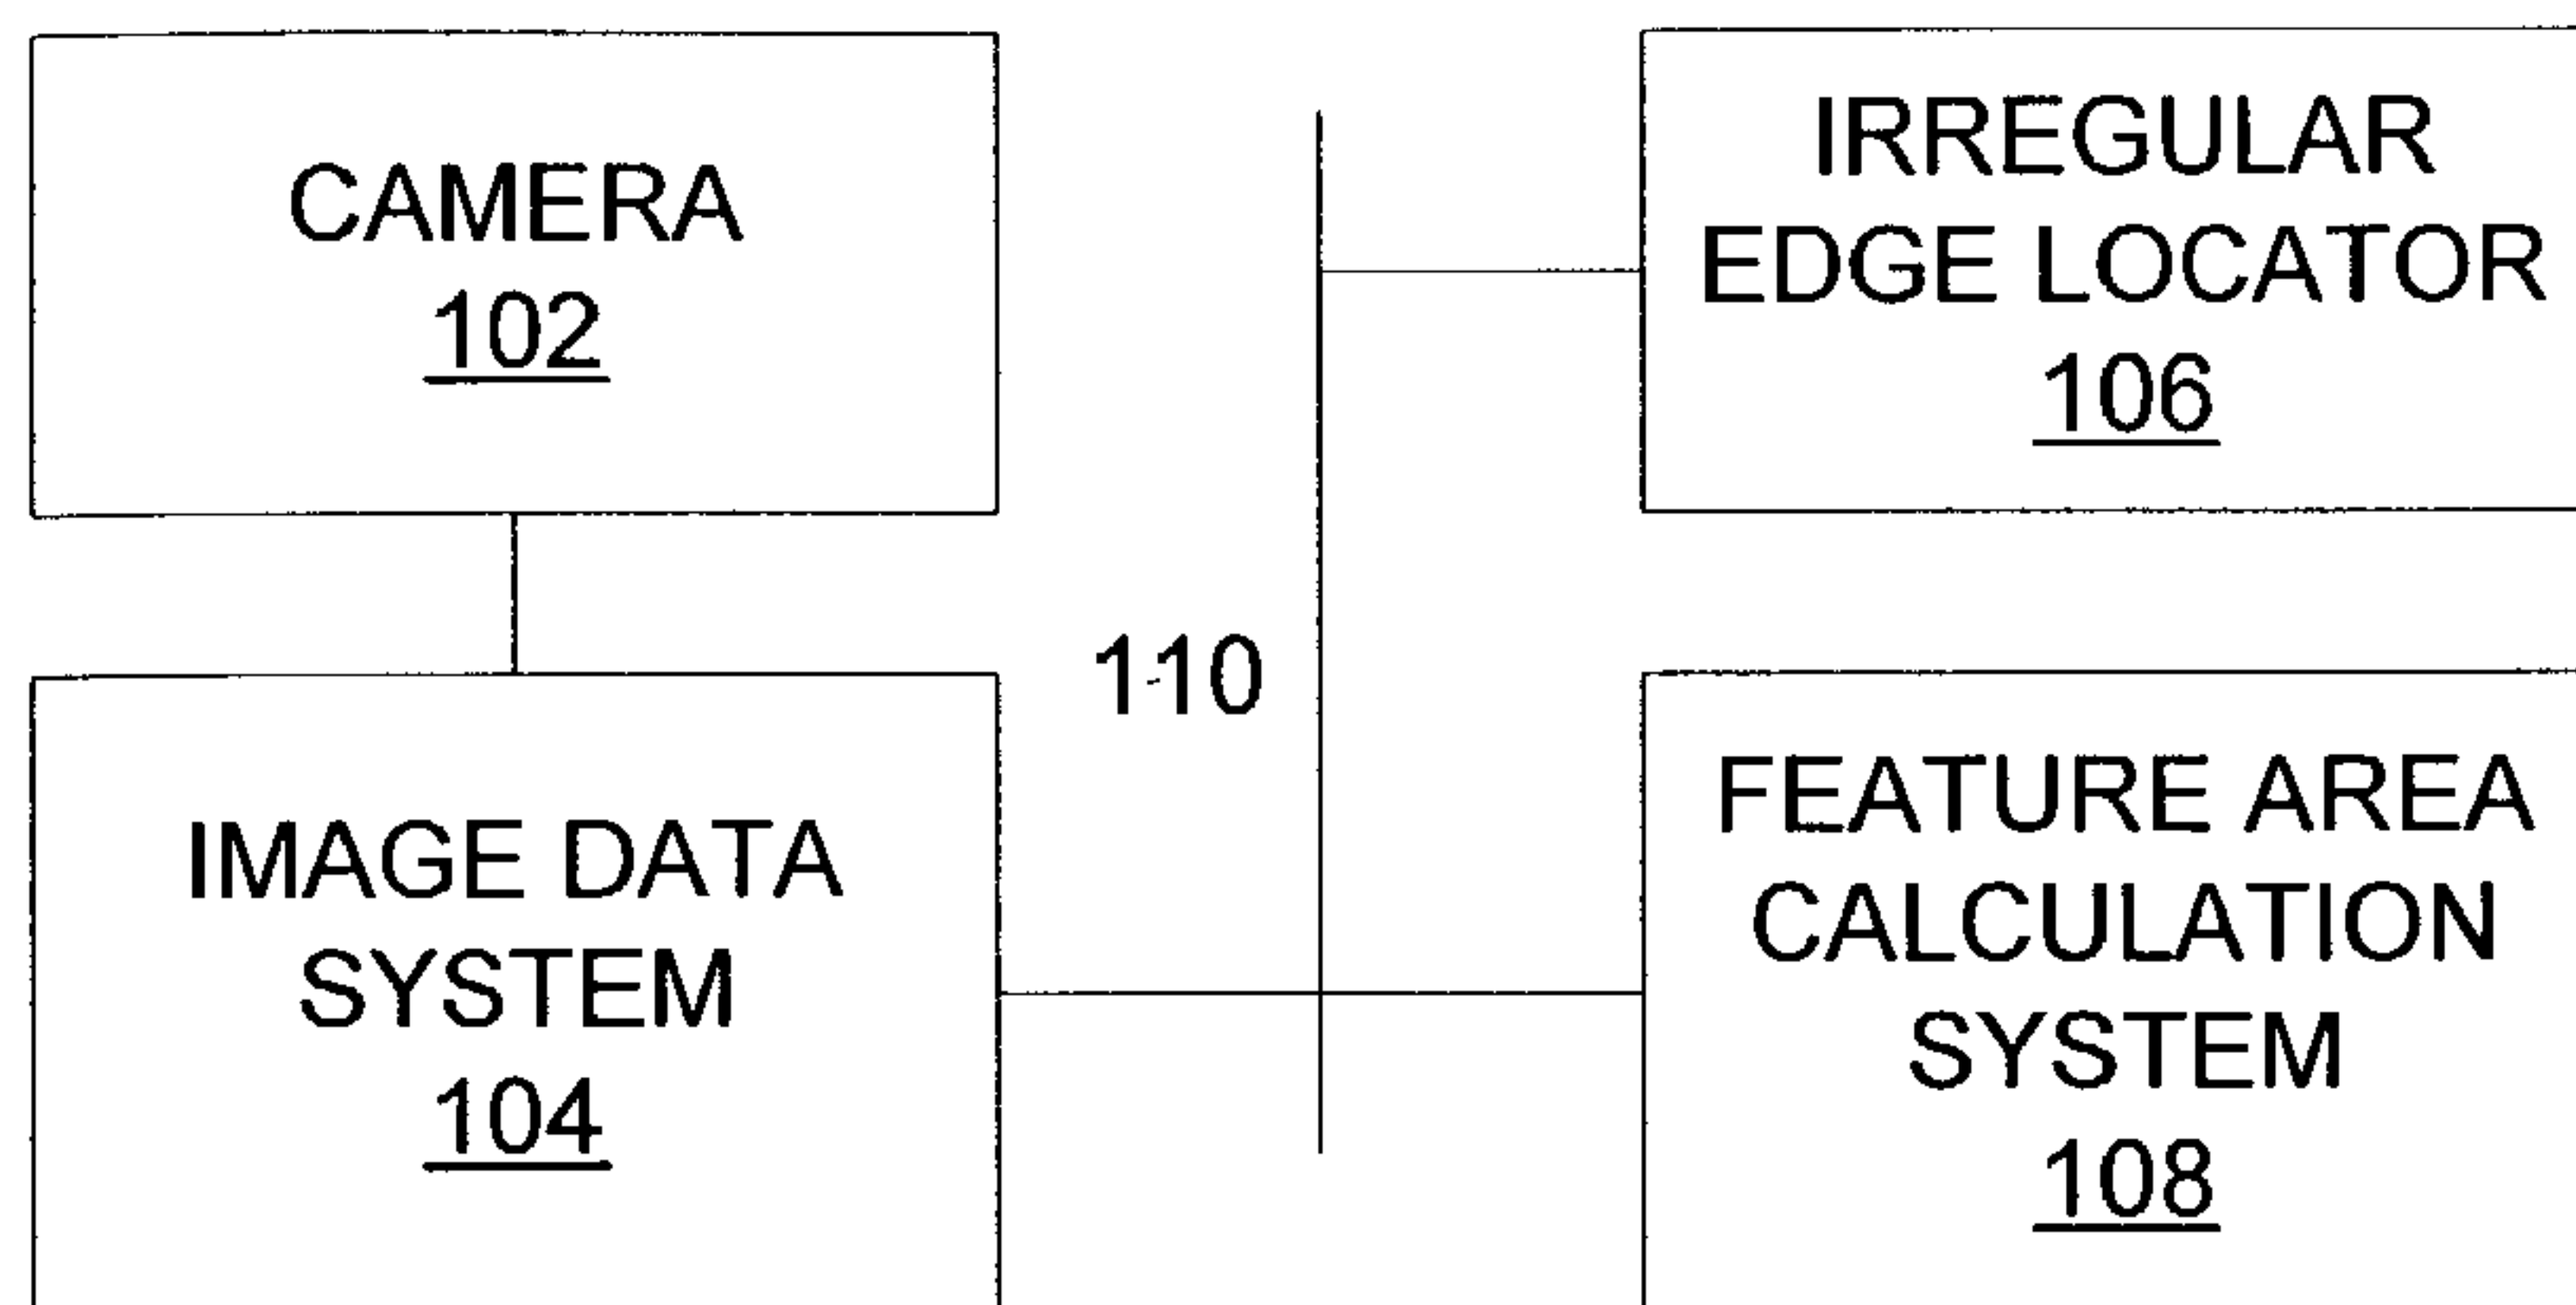 CAMERA
102
IRREGULAR
EDGE LOCATOR
106
110
IMAGE DATA
SYSTEM
104
FEATURE AREA
CALCULATION
SYSTEM
108